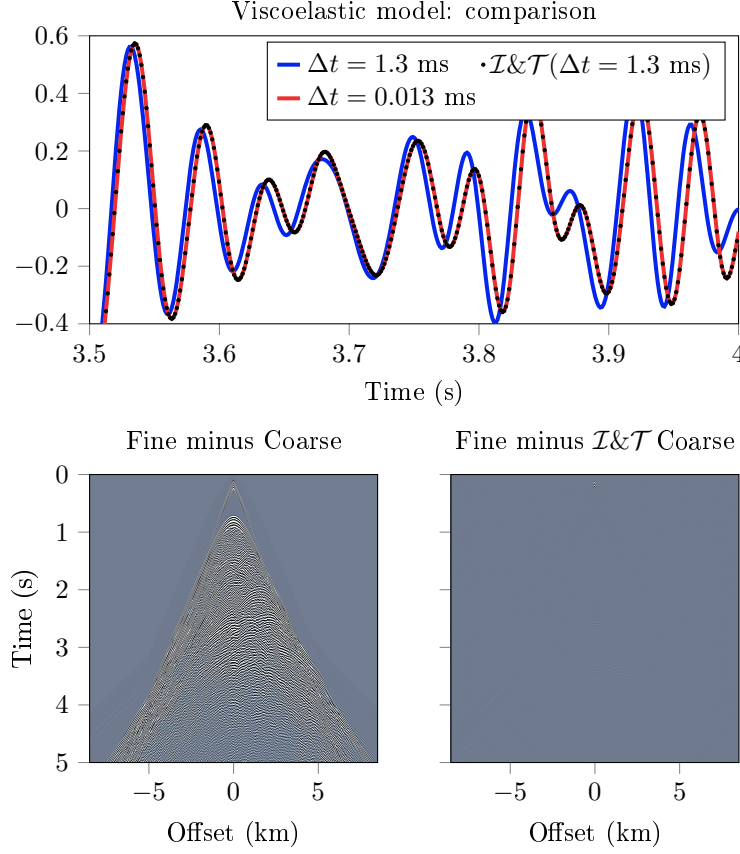 Viscoelastic model: comparison
0.6
0.4
0.2
0
−0.2
−0.4
Δt = 1.3 ms
Δt = 0.013 ms
ℐ&𝒯(Δt = 1.3 ms)
3.5 3.6 3.7 3.8 3.9 4
Time (s)
Fine minus Coarse
0
1
2
3
4
5
Time (s)
−5 0 5
Offset (km)
Fine minus ℐ&𝒯 Coarse
−5 0 5
Offset (km)